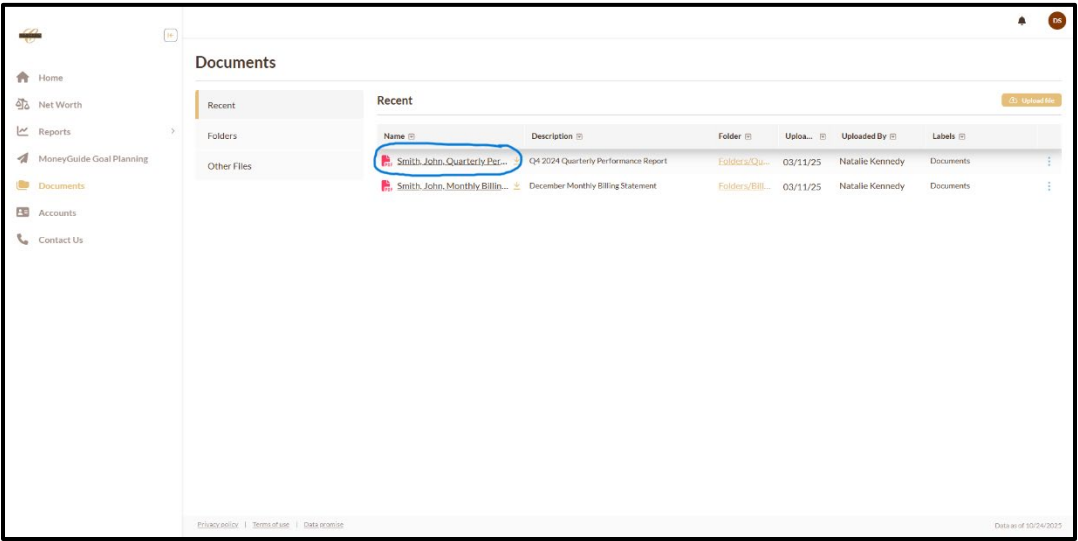 DS
Home
Net Worth
Reports
MoneyGuide Goal Planning
Documents
Accounts
Contact Us
Documents
Recent
Folders
Other Files
Recent
Upload file
Name Description Folder Uploa... Uploaded By Labels
Smith, John, Quarterly Per... Q4 2024 Quarterly Performance Report Folders/Qu... 03/11/25 Natalie Kennedy Documents
Smith, John, Monthly Billin... December Monthly Billing Statement Folders/Bill... 03/11/25 Natalie Kennedy Documents
Privacy policy | Terms of use | Data promise
Data as of 10/24/2025